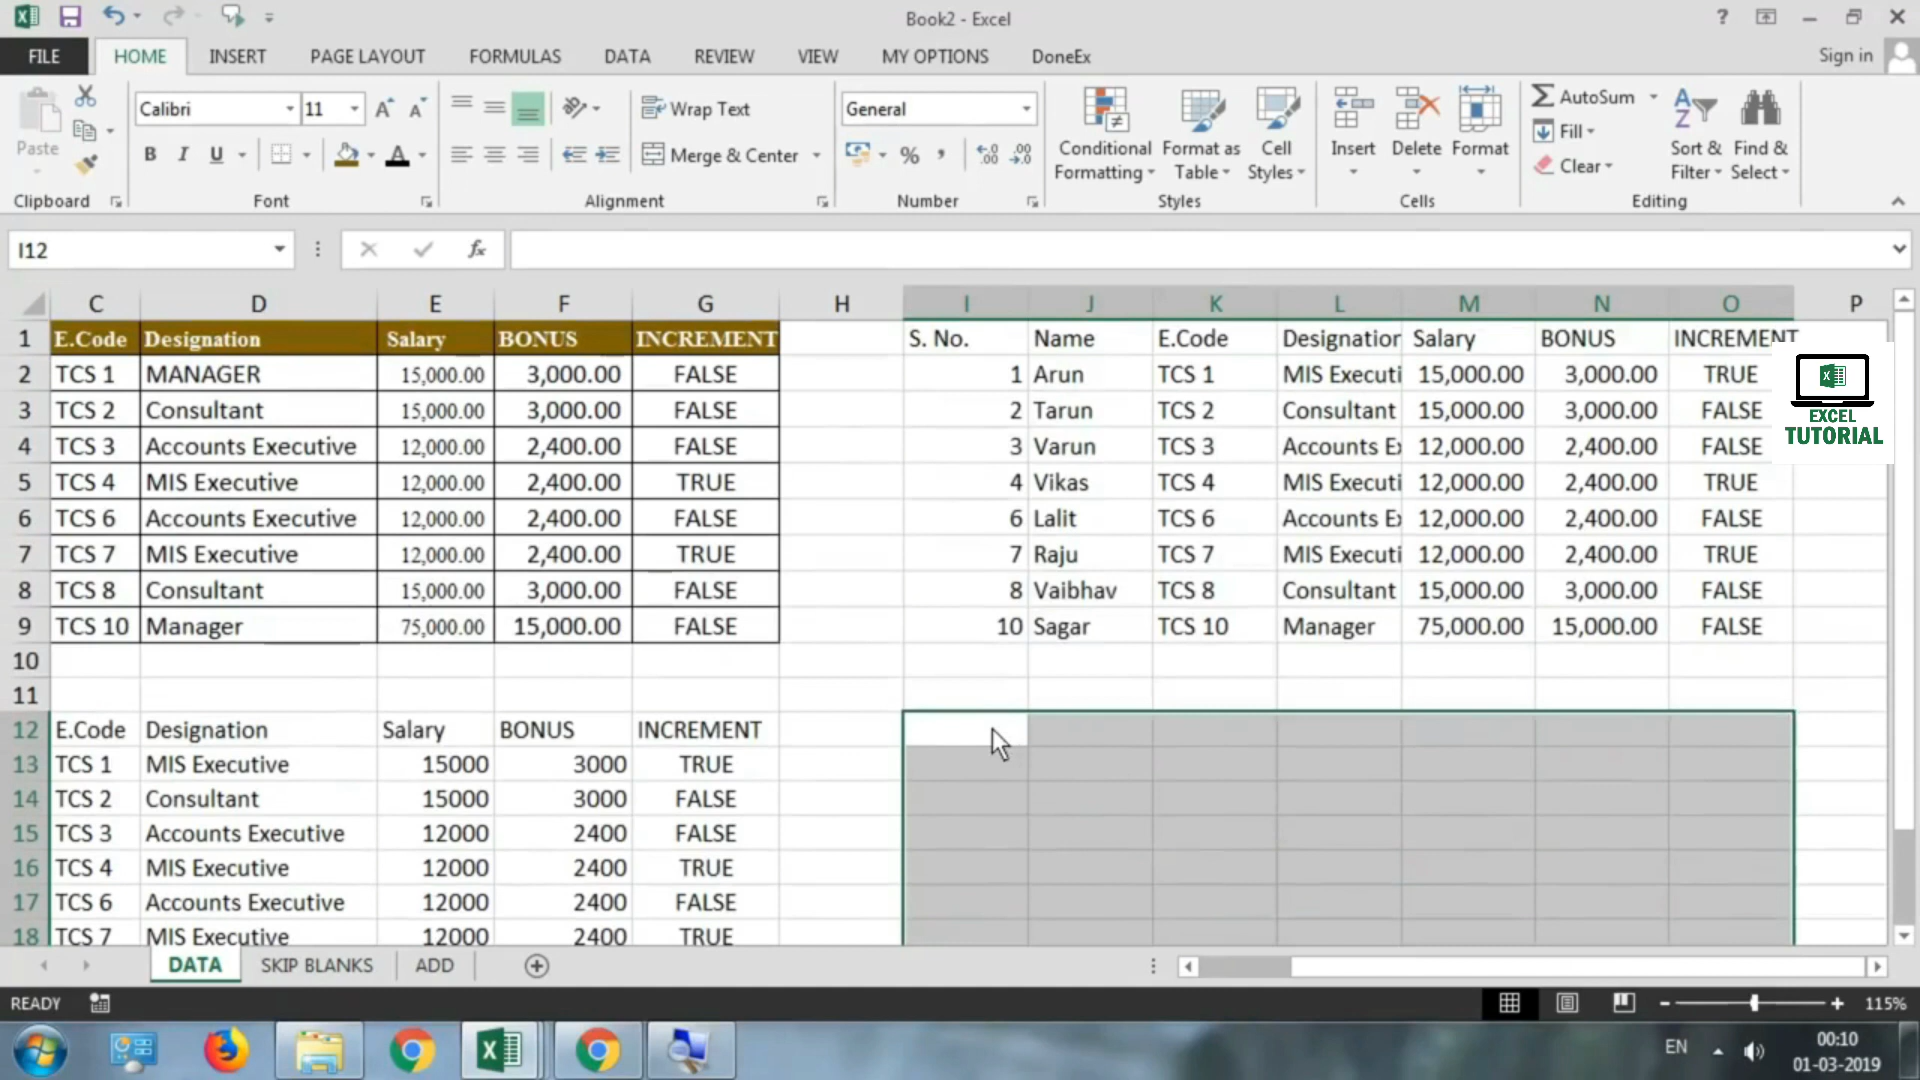 Book2 - Excel
?
FILE HOME INSERT PAGE LAYOUT FORMULAS DATA REVIEW VIEW MY OPTIONS DoneEx Sign in
Calibri 11 Wrap Text General AutoSum
Paste B I U Merge & Center % Conditional Formatting Format as Table Cell Styles Insert Delete Format Fill Clear Sort & Filter Find & Select
Clipboard Font Alignment Number Styles Cells Editing
I12 fx
C D E F G H I J K L M N O P
1 E.Code Designation Salary BONUS INCREMENT S. No. Name E.Code Designation Salary BONUS INCREMENT
2 TCS 1 MANAGER 15,000.00 3,000.00 FALSE 1 Arun TCS 1 MIS Executi 15,000.00 3,000.00 TRUE
3 TCS 2 Consultant 15,000.00 3,000.00 FALSE 2 Tarun TCS 2 Consultant 15,000.00 3,000.00 FALSE
4 TCS 3 Accounts Executive 12,000.00 2,400.00 FALSE 3 Varun TCS 3 Accounts Ex 12,000.00 2,400.00 FALSE
5 TCS 4 MIS Executive 12,000.00 2,400.00 TRUE 4 Vikas TCS 4 MIS Executi 12,000.00 2,400.00 TRUE
6 TCS 6 Accounts Executive 12,000.00 2,400.00 FALSE 6 Lalit TCS 6 Accounts Ex 12,000.00 2,400.00 FALSE
7 TCS 7 MIS Executive 12,000.00 2,400.00 TRUE 7 Raju TCS 7 MIS Executi 12,000.00 2,400.00 TRUE
8 TCS 8 Consultant 15,000.00 3,000.00 FALSE 8 Vaibhav TCS 8 Consultant 15,000.00 3,000.00 FALSE
9 TCS 10 Manager 75,000.00 15,000.00 FALSE 10 Sagar TCS 10 Manager 75,000.00 15,000.00 FALSE
10
11
12 E.Code Designation Salary BONUS INCREMENT
13 TCS 1 MIS Executive 15000 3000 TRUE
14 TCS 2 Consultant 15000 3000 FALSE
15 TCS 3 Accounts Executive 12000 2400 FALSE
16 TCS 4 MIS Executive 12000 2400 TRUE
17 TCS 6 Accounts Executive 12000 2400 FALSE
18 TCS 7 MIS Executive 12000 2400 TRUE
EXCEL
TUTORIAL
DATA SKIP BLANKS ADD
READY 115%
EN 00:10
01-03-2019